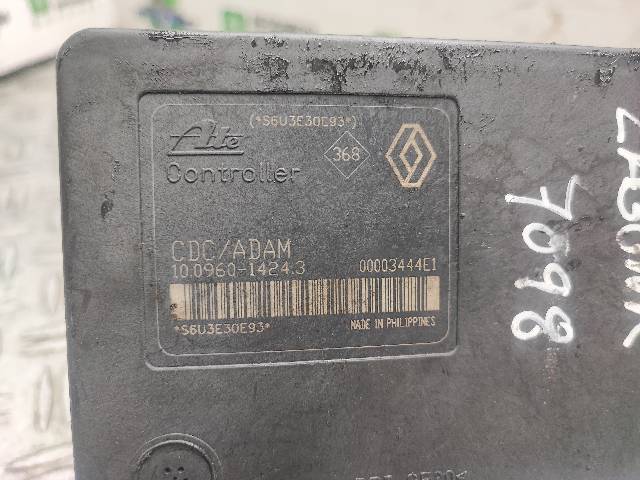 (*S6U3E30E93*)
Ate
368
Controller
CDC/ADAM
10.0960-1424.3
00003444E1
*S6U3E30E93*
MADE IN PHILIPPINES
7098